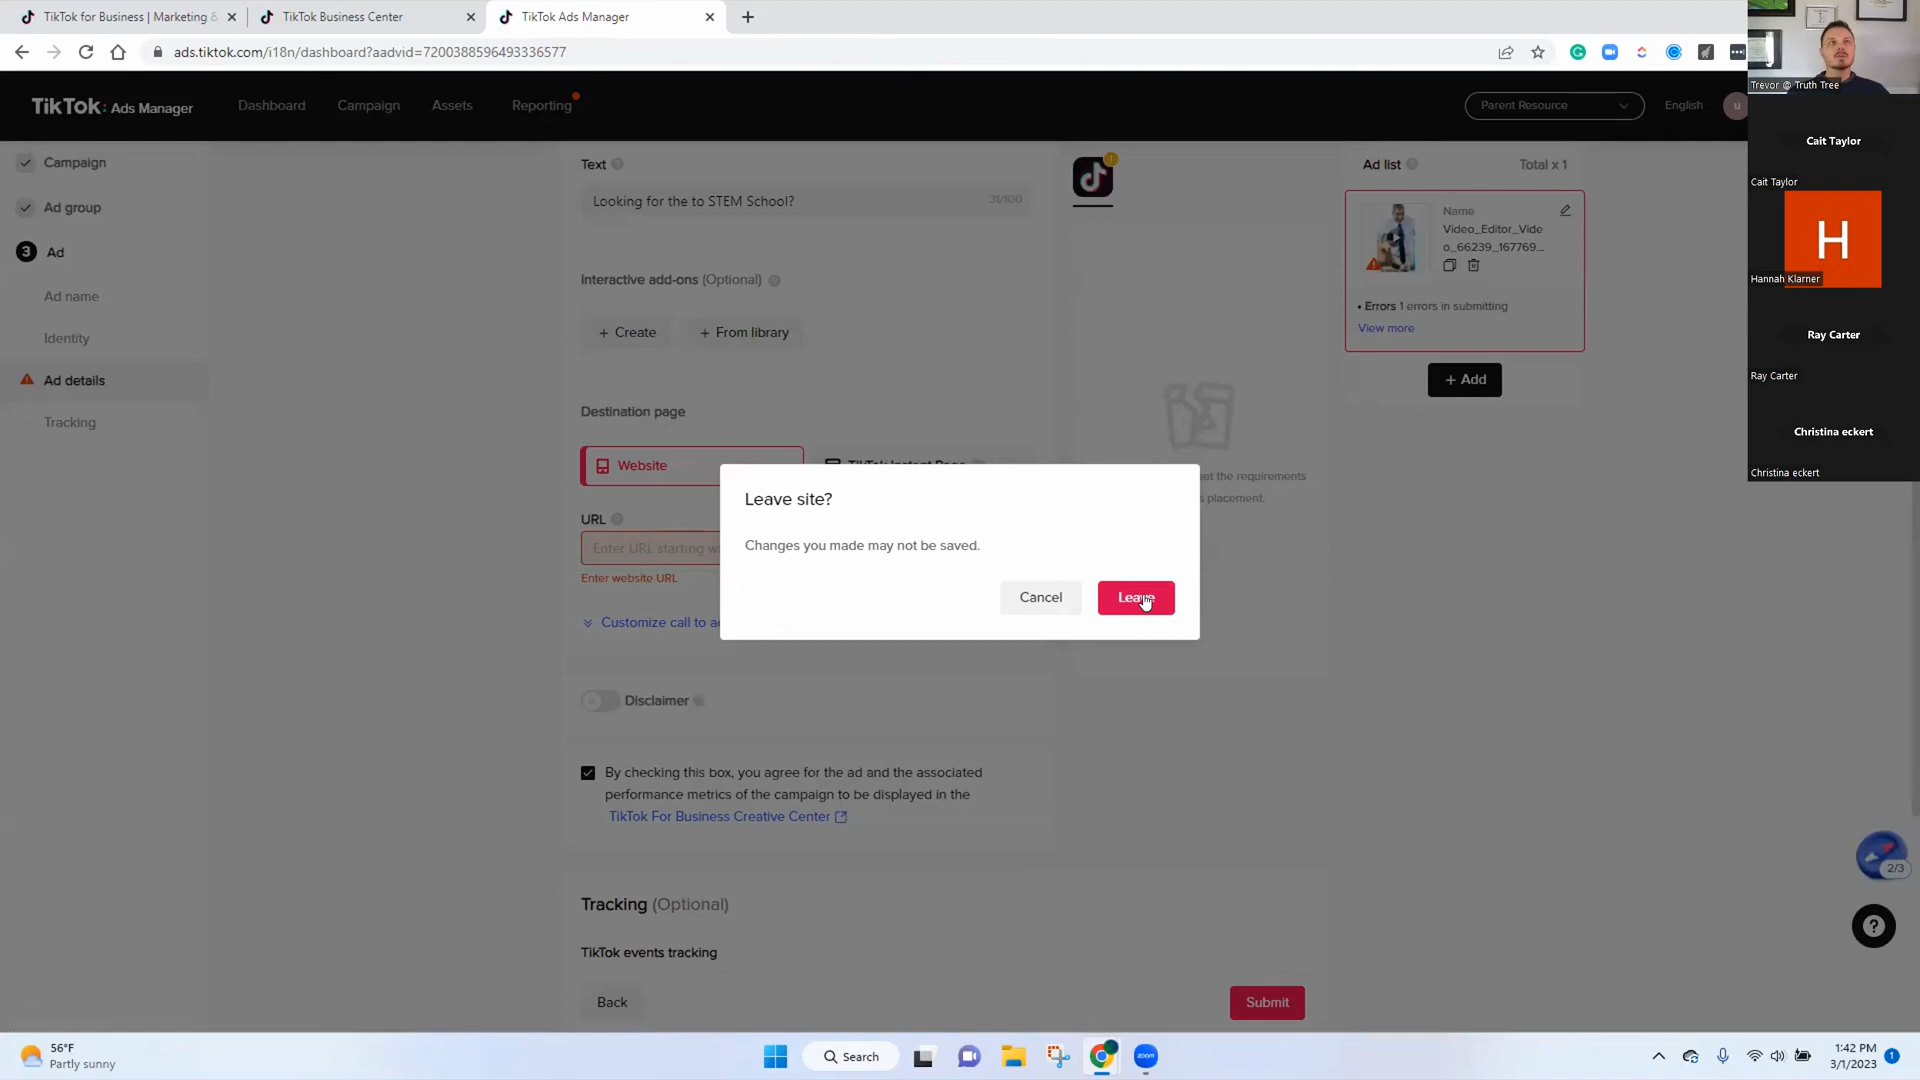 TikTok for Business | Marketing &
TikTok Business Center
TikTok Ads Manager
ads.tiktok.com/i18n/dashboard?aadvid=7200388596493336577
TikTok: Ads Manager
Dashboard
Campaign
Assets
Reporting
Parent Resource
English
u
Trevor @ Truth Tree
Cait Taylor
Cait Taylor
H
Hannah Klarner
Ray Carter
Ray Carter
Christina eckert
Christina eckert
Campaign
Ad group
3 Ad
Ad name
Identity
Ad details
Tracking
Text
Looking for the to STEM School?
31/100
Interactive add-ons (Optional)
+ Create
+ From library
Destination page
Website
TikTok Instant Page
URL
Enter URL starting
Enter website URL
Customize call to
Disclaimer
By checking this box, you agree for the ad and the associated
performance metrics of the campaign to be displayed in the
TikTok For Business Creative Center
Tracking (Optional)
TikTok events tracking
Back
Submit
the requirements
placement.
Ad list
Total x 1
Name
Video_Editor_Vide
o_66239_167769...
• Errors 1 errors in submitting
View more
+ Add
Leave site?
Changes you made may not be saved.
Cancel
Leave
2/3
?
56°F
Partly sunny
Search
zoom
1:42 PM
3/1/2023
1